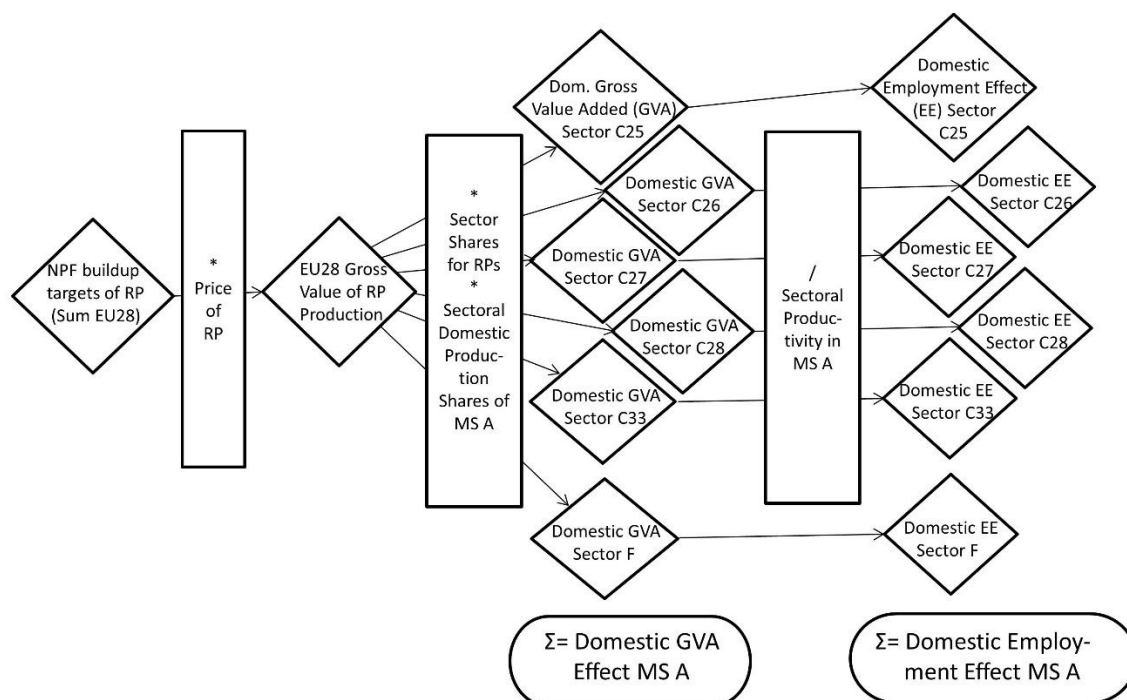 NPF buildup
targets of RP
(Sum EU28)
*
Price
of
RP
EU28 Gross
Value of RP
Production
*
Sector
Shares
for RPs
*
Sectoral
Domestic
Produc-
tion
Shares of
MS A
Dom. Gross
Value Added (GVA)
Sector C25
Domestic GVA
Sector C26
Domestic GVA
Sector C27
Domestic GVA
Sector C28
Domestic GVA
Sector C33
Domestic GVA
Sector F
Σ= Domestic GVA
Effect MS A
/
Sectoral
Produc-
tivity in
MS A
Domestic
Employment Effect
(EE) Sector
C25
Domestic EE
Sector C26
Domestic EE
Sector C27
Domestic EE
Sector C28
Domestic EE
Sector C33
Domestic EE
Sector F
Σ= Domestic Employ-
ment Effect MS A